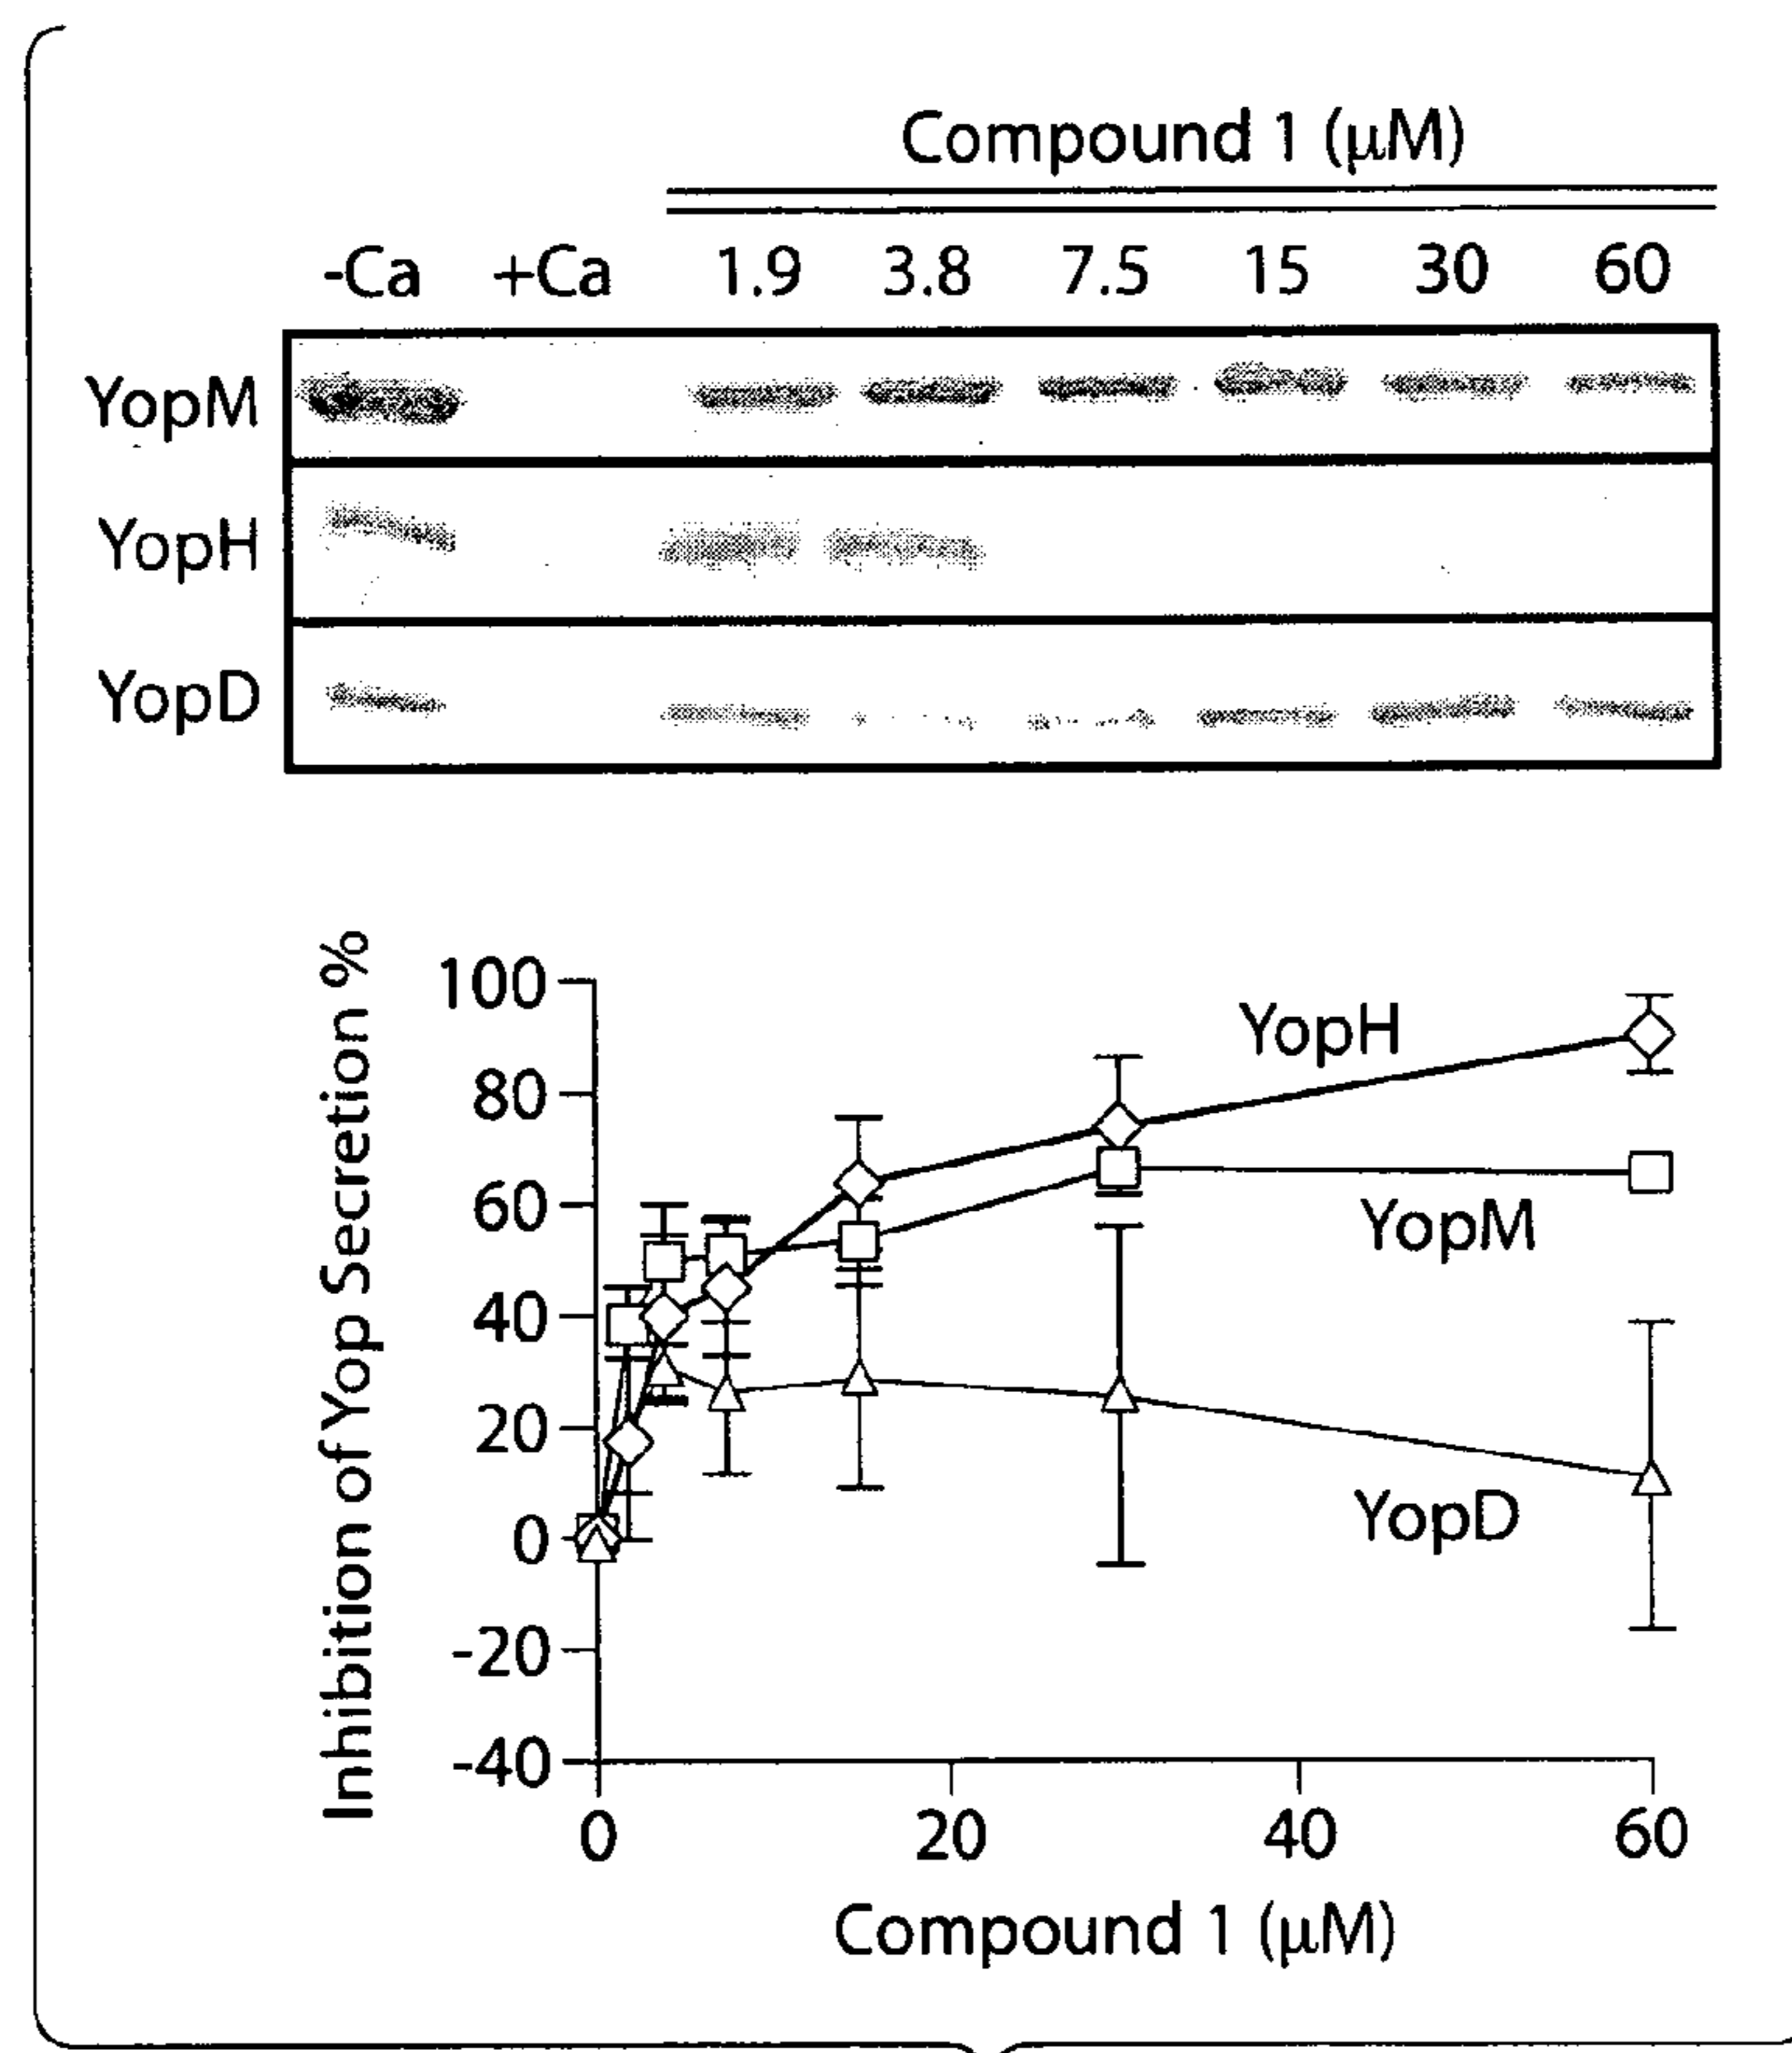 Compound 1 (μM)
-Ca +Ca 1.9 3.8 7.5 15 30 60
YopM
YopH
YopD
Inhibition of Yop Secretion %
100
80
60
40
20
0
-20
-40
YopH
YopM
YopD
0 20 40 60
Compound 1 (μM)